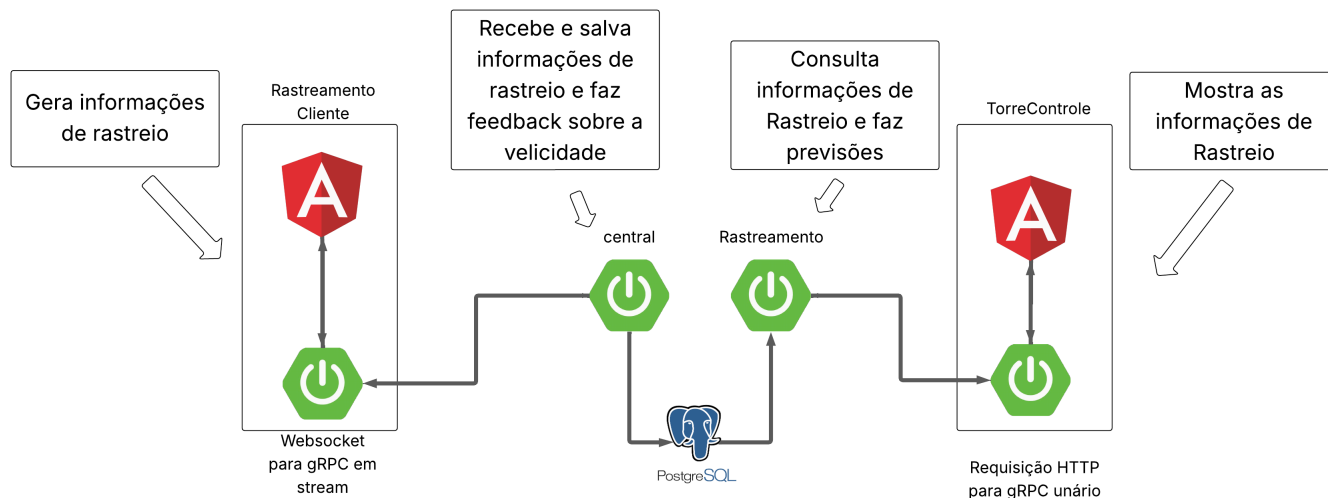 Gera informações
de rastreio
Rastreamento
Cliente
Recebe e salva
informações de
rastreio e faz
feedback sobre a
velicidade
Consulta
informações de
Rastreio e faz
previsões
TorreControle
Mostra as
informações de
Rastreio
central
Rastreamento
PostgreSQL
Websocket
para gRPC em
stream
Requisição HTTP
para gRPC unário